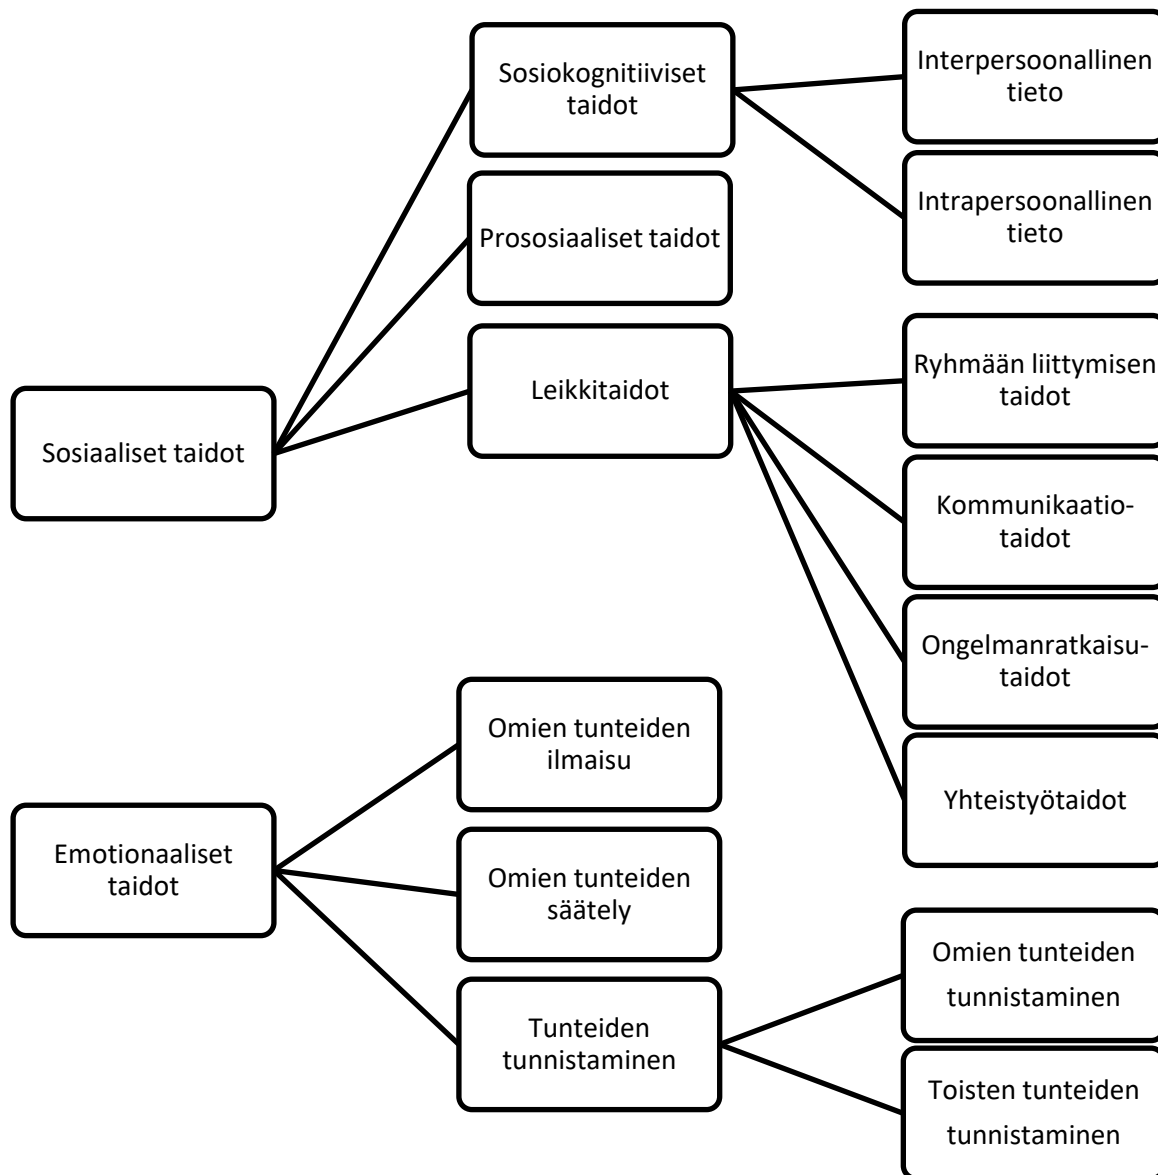 Sosiaaliset taidot
Sosiokognitiiviset
taidot
Interpersoonallinen
tieto
Intrapersoonallinen
tieto
Prososiaaliset taidot
Leikkitaidot
Ryhmään liittymisen
taidot
Kommunikaatio-
taidot
Ongelmanratkaisu-
taidot
Yhteistyötaidot
Emotionaaliset
taidot
Omien tunteiden
ilmaisu
Omien tunteiden
säätely
Tunteiden
tunnistaminen
Omien tunteiden
tunnistaminen
Toisten tunteiden
tunnistaminen